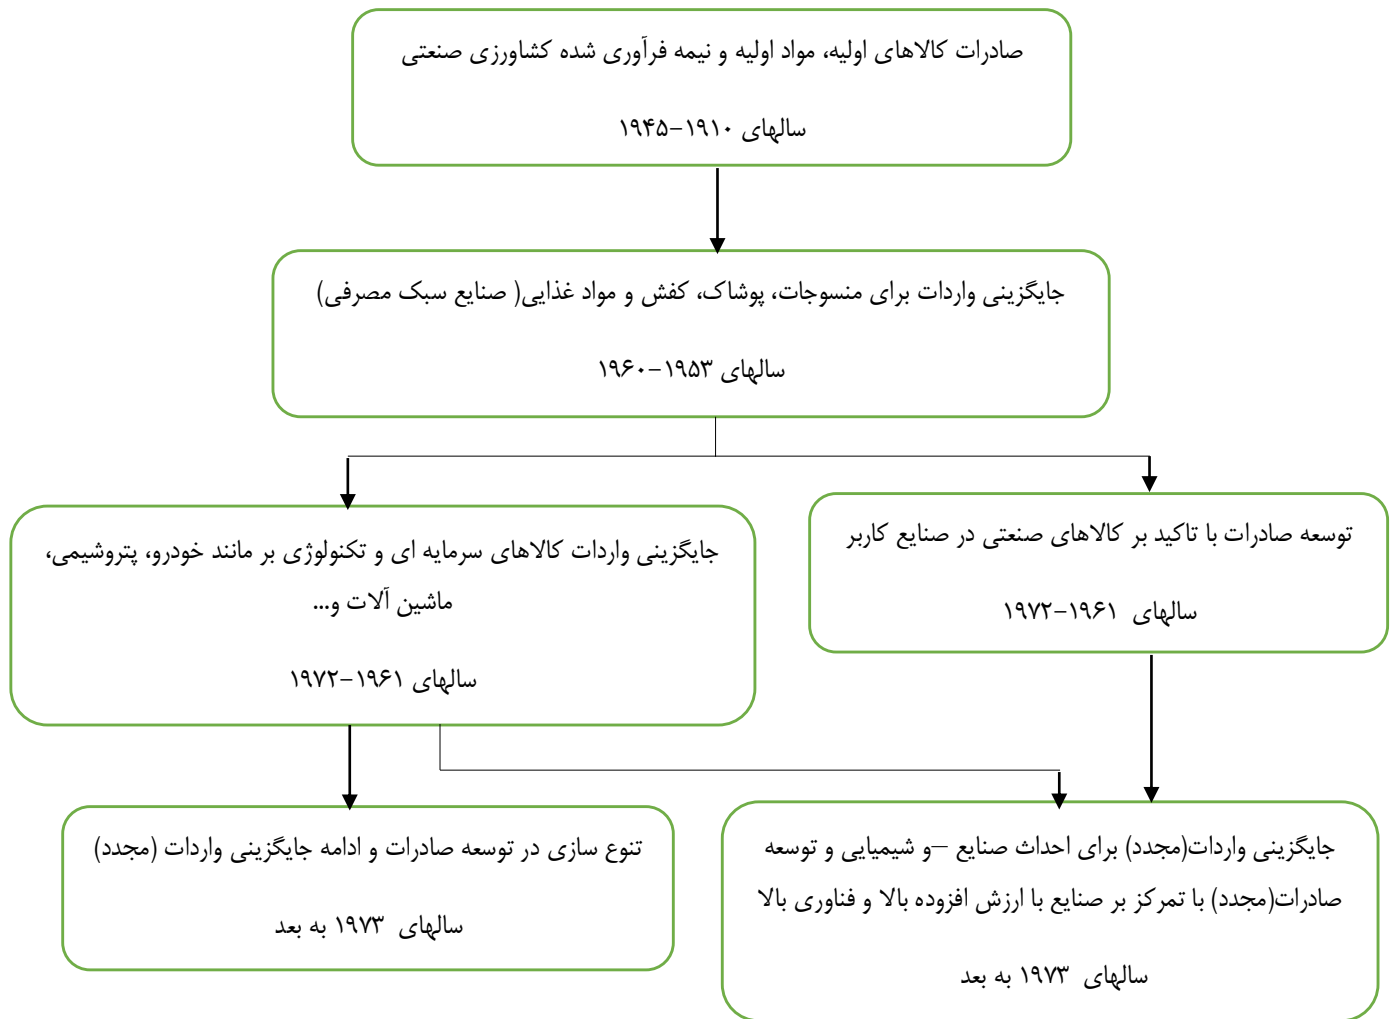 صادرات کالاهای اولیه، مواد اولیه و نیمه فرآوری شده کشاورزی صنعتی
سالهای ۱۹۱۰-۱۹۴۵
جایگزینی واردات برای منسوجات، پوشاک، کفش و مواد غذایی( صنایع سبک مصرفی)
سالهای ۱۹۵۳-۱۹۶۰
توسعه صادرات با تاکید بر کالاهای صنعتی در صنایع کاربر
سالهای ۱۹۶۱-۱۹۷۲
جایگزینی واردات کالاهای سرمایه ای و تکنولوژی بر مانند خودرو، پتروشیمی،
ماشین آلات و...
سالهای ۱۹۶۱-۱۹۷۲
جایگزینی واردات(مجدد) برای احداث صنایع –و شیمیایی و توسعه
صادرات(مجدد) با تمرکز بر صنایع با ارزش افزوده بالا و فناوری بالا
سالهای ۱۹۷۳ به بعد
تنوع سازی در توسعه صادرات و ادامه جایگزینی واردات (مجدد)
سالهای ۱۹۷۳ به بعد